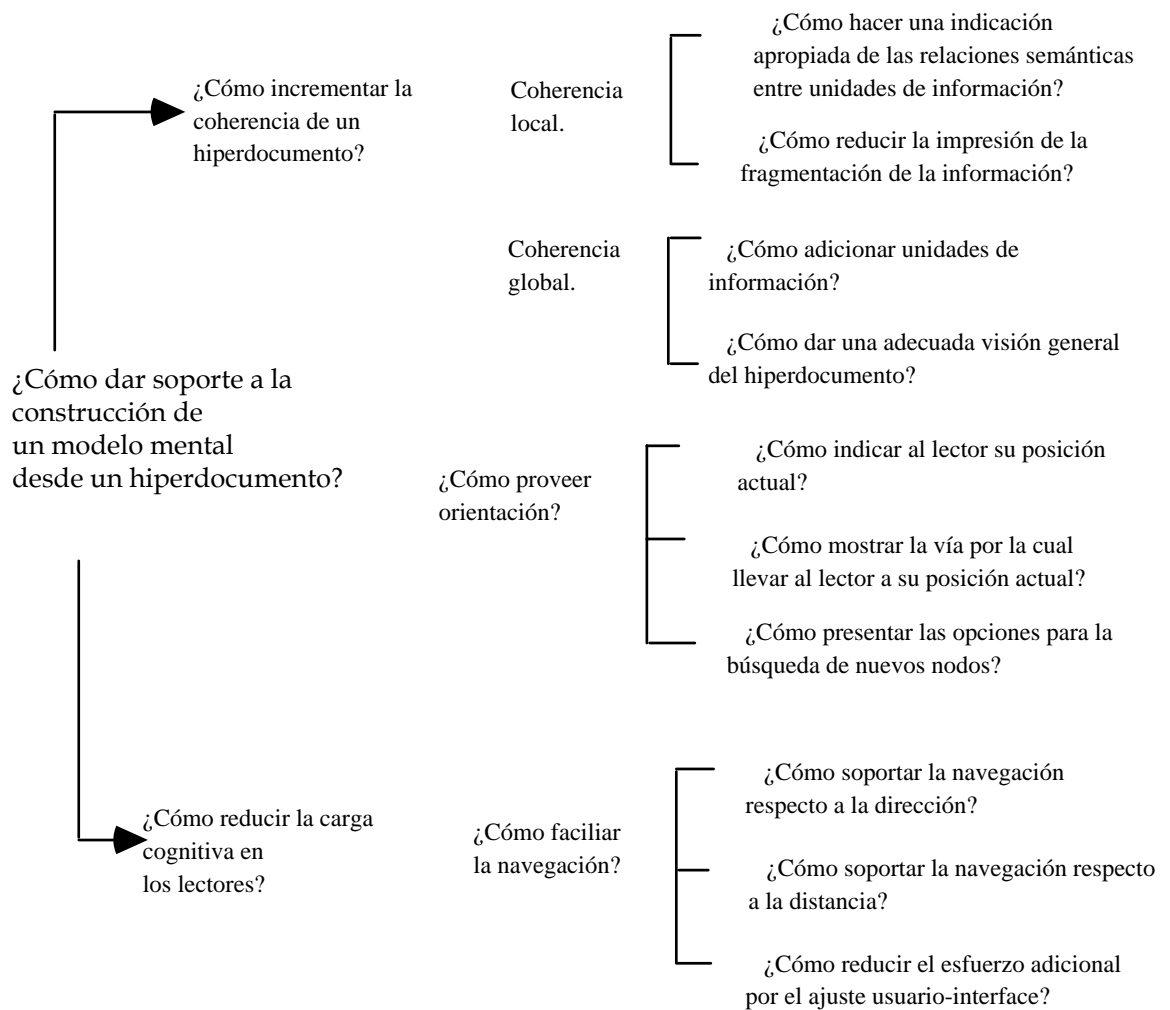 ¿Cómo hacer una indicación
apropiada de las relaciones semánticas
entre unidades de información?
¿Cómo incrementar la
coherencia de un
hiperdocumento?
Coherencia
local.
¿Cómo reducir la impresión de la
fragmentación de la información?
Coherencia
global.
¿Cómo adicionar unidades de
información?
¿Cómo dar una adecuada visión general
del hiperdocumento?
¿Cómo dar soporte a la
construcción de
un modelo mental
desde un hiperdocumento?
¿Cómo proveer
orientación?
¿Cómo indicar al lector su posición
actual?
¿Cómo mostrar la vía por la cual
llevar al lector a su posición actual?
¿Cómo presentar las opciones para la
búsqueda de nuevos nodos?
¿Cómo reducir la carga
cognitiva en
los lectores?
¿Cómo faciliar
la navegación?
¿Cómo soportar la navegación
respecto a la dirección?
¿Cómo soportar la navegación respecto
a la distancia?
¿Cómo reducir el esfuerzo adicional
por el ajuste usuario-interface?